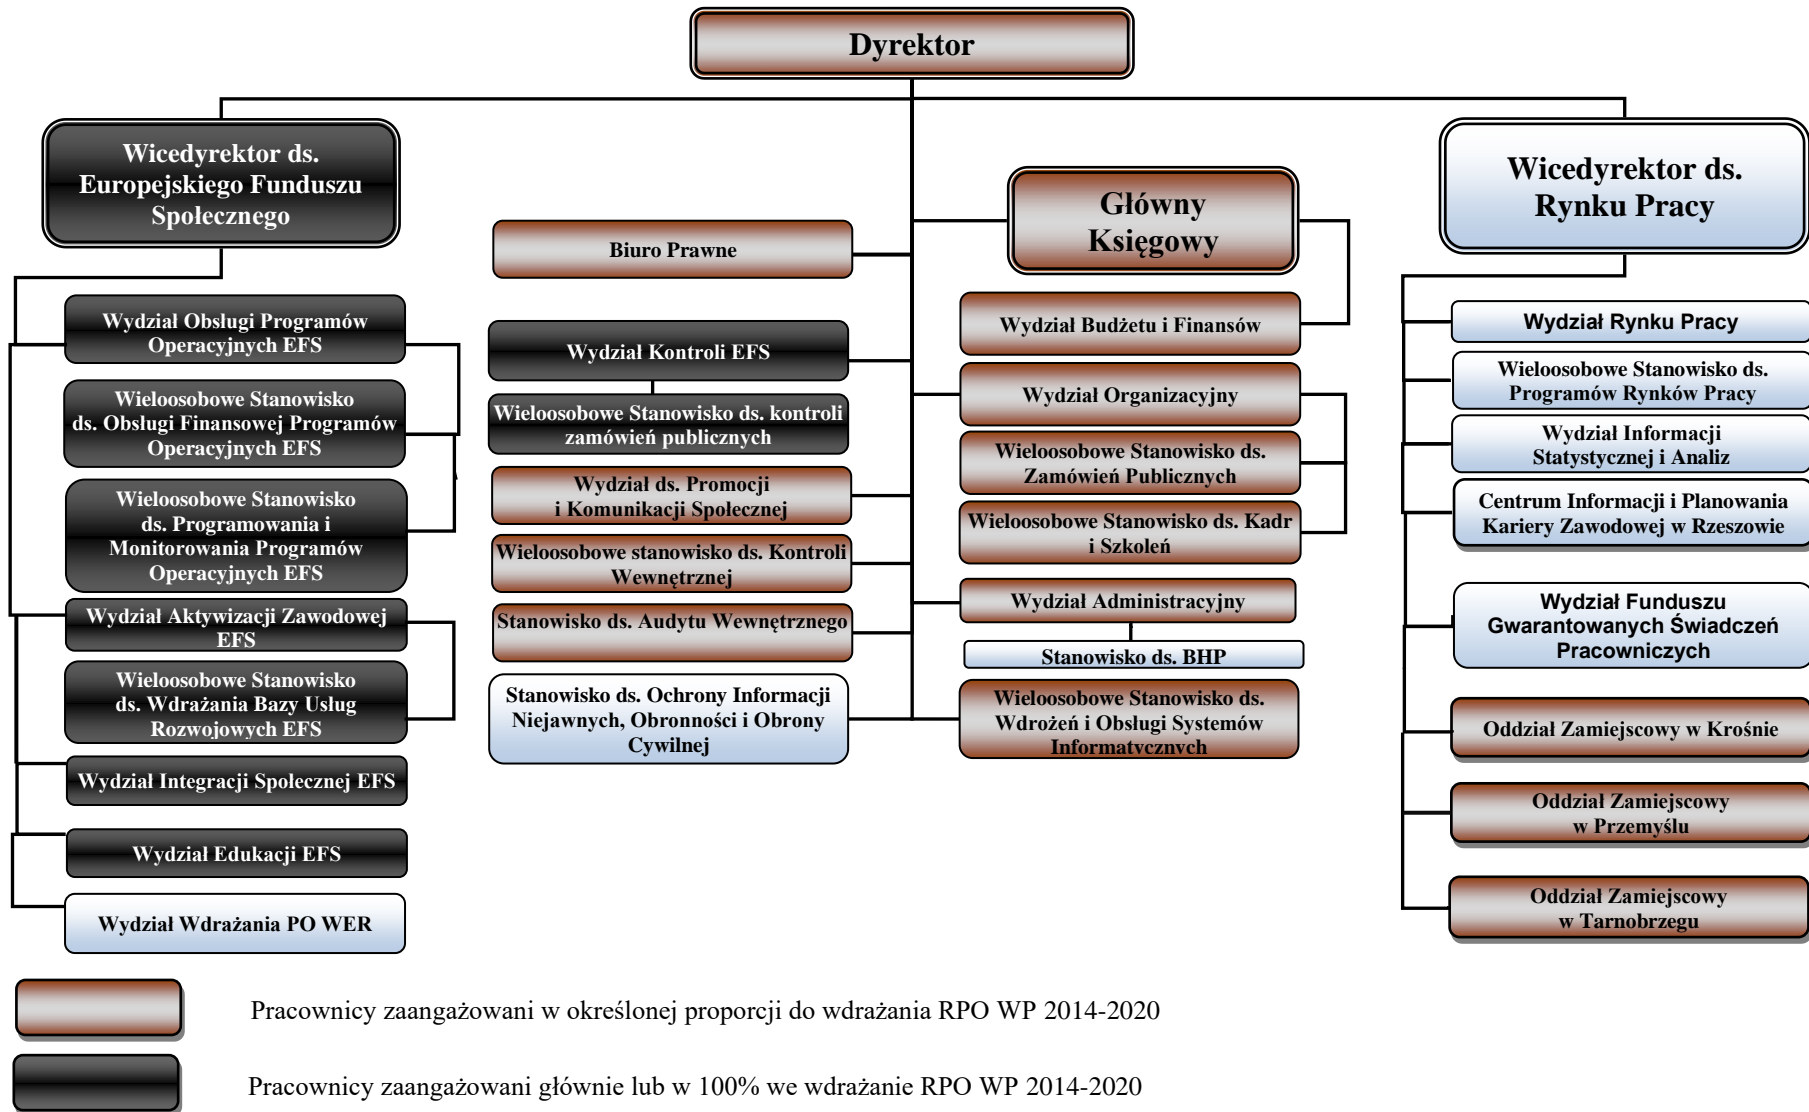 Dyrektor
Wicedyrektor ds.
Europejskiego Funduszu
Społecznego
Wydział Obsługi Programów
Operacyjnych EFS
Wieloosobowe Stanowisko
ds. Obsługi Finansowej Programów
Operacyjnych EFS
Wieloosobowe Stanowisko
ds. Programowania i
Monitorowania Programów
Operacyjnych EFS
Wydział Aktywizacji Zawodowej
EFS
Wieloosobowe Stanowisko
ds. Wdrażania Bazy Usług
Rozwojowych EFS
Wydział Integracji Społecznej EFS
Wydział Edukacji EFS
Wydział Wdrażania PO WER
Biuro Prawne
Wydział Kontroli EFS
Wieloosobowe Stanowisko ds. kontroli
zamówień publicznych
Wydział ds. Promocji
i Komunikacji Społecznej
Wieloosobowe stanowisko ds. Kontroli
Wewnętrznej
Stanowisko ds. Audytu Wewnętrznego
Stanowisko ds. Ochrony Informacji
Niejawnych, Obronności i Obrony
Cywilnej
Główny
Księgowy
Wydział Budżetu i Finansów
Wydział Organizacyjny
Wieloosobowe Stanowisko ds.
Zamówień Publicznych
Wieloosobowe Stanowisko ds. Kadr
i Szkoleń
Wydział Administracyjny
Stanowisko ds. BHP
Wieloosobowe Stanowisko ds.
Wdrożeń i Obsługi Systemów
Informatycznych
Wicedyrektor ds.
Rynku Pracy
Wydział Rynku Pracy
Wieloosobowe Stanowisko ds.
Programów Rynków Pracy
Wydział Informacji
Statystycznej i Analiz
Centrum Informacji i Planowania
Kariery Zawodowej w Rzeszowie
Wydział Funduszu
Gwarantowanych Świadczeń
Pracowniczych
Oddział Zamiejscowy w Krośnie
Oddział Zamiejscowy
w Przemyślu
Oddział Zamiejscowy
w Tarnobrzegu
Pracownicy zaangażowani w określonej proporcji do wdrażania RPO WP 2014-2020
Pracownicy zaangażowani głównie lub w 100% we wdrażanie RPO WP 2014-2020